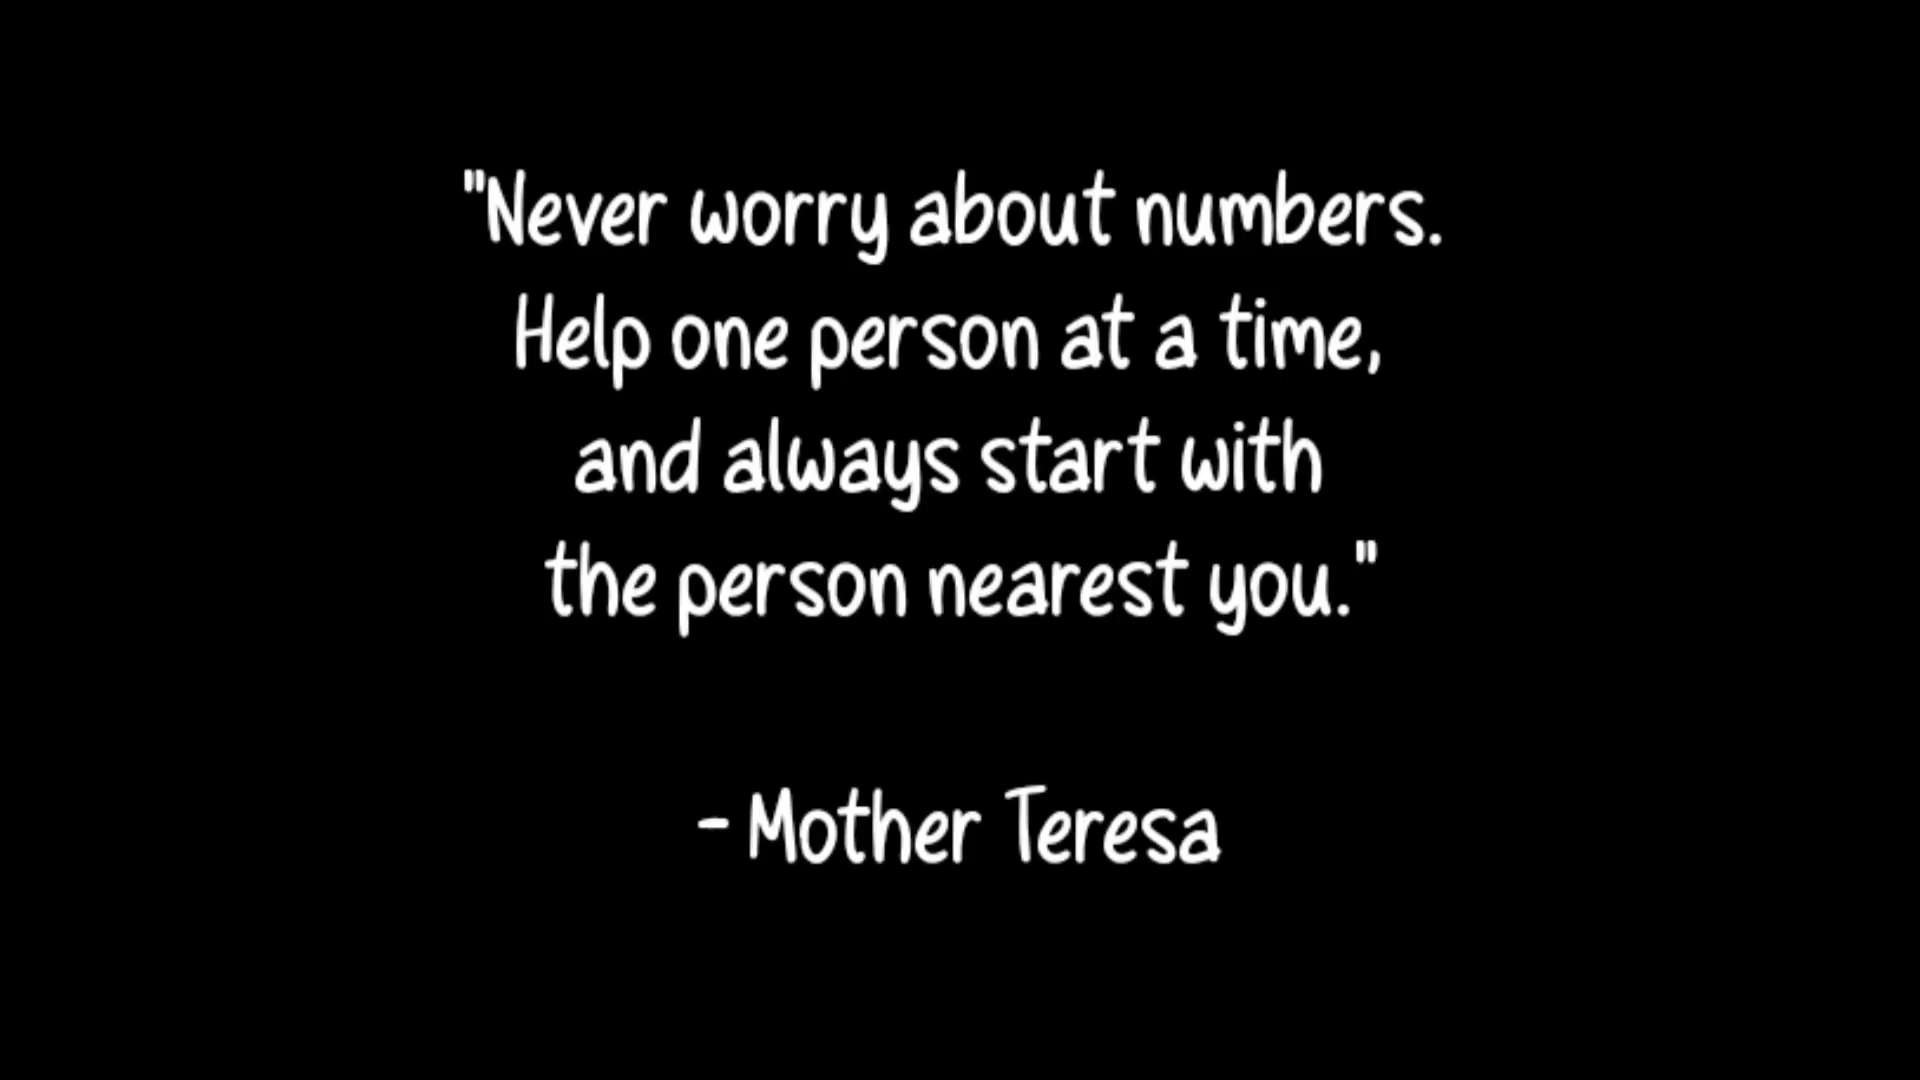 "Never worry about numbers.
Help one person at a time,
and always start with
the person nearest you."
- Mother Teresa